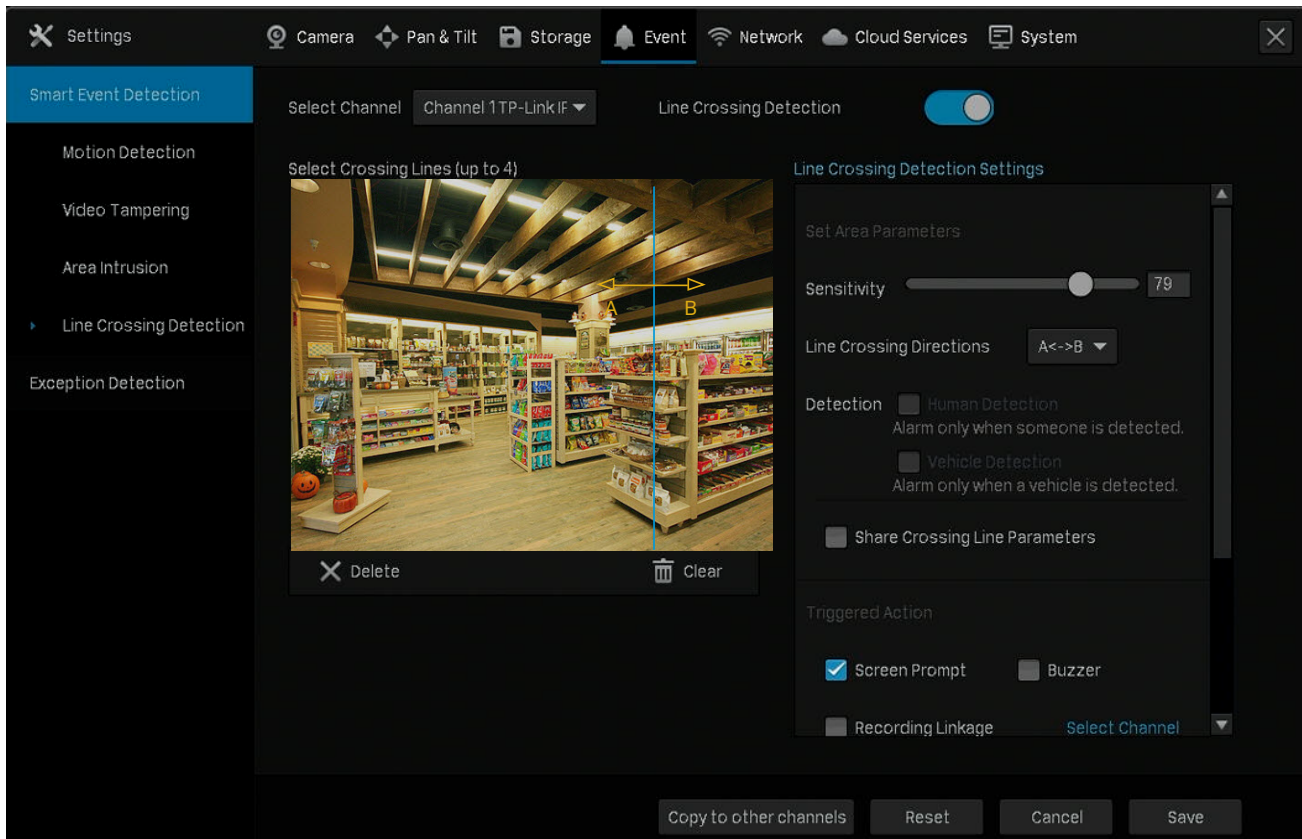 Settings
Camera
Pan & Tilt
Storage
Event
Network
Cloud Services
System
Smart Event Detection
Motion Detection
Video Tampering
Area Intrusion
Line Crossing Detection
Exception Detection
Select Channel
Channel 1 TP-Link IF
Line Crossing Detection
Select Crossing Lines (up to 4)
A
B
Delete
Clear
Line Crossing Detection Settings
Set Area Parameters
Sensitivity
79
Line Crossing Directions
A<->B
Detection
Human Detection
Alarm only when someone is detected.
Vehicle Detection
Alarm only when a vehicle is detected.
Share Crossing Line Parameters
Triggered Action
Screen Prompt
Buzzer
Recording Linkage
Select Channel
Copy to other channels
Reset
Cancel
Save